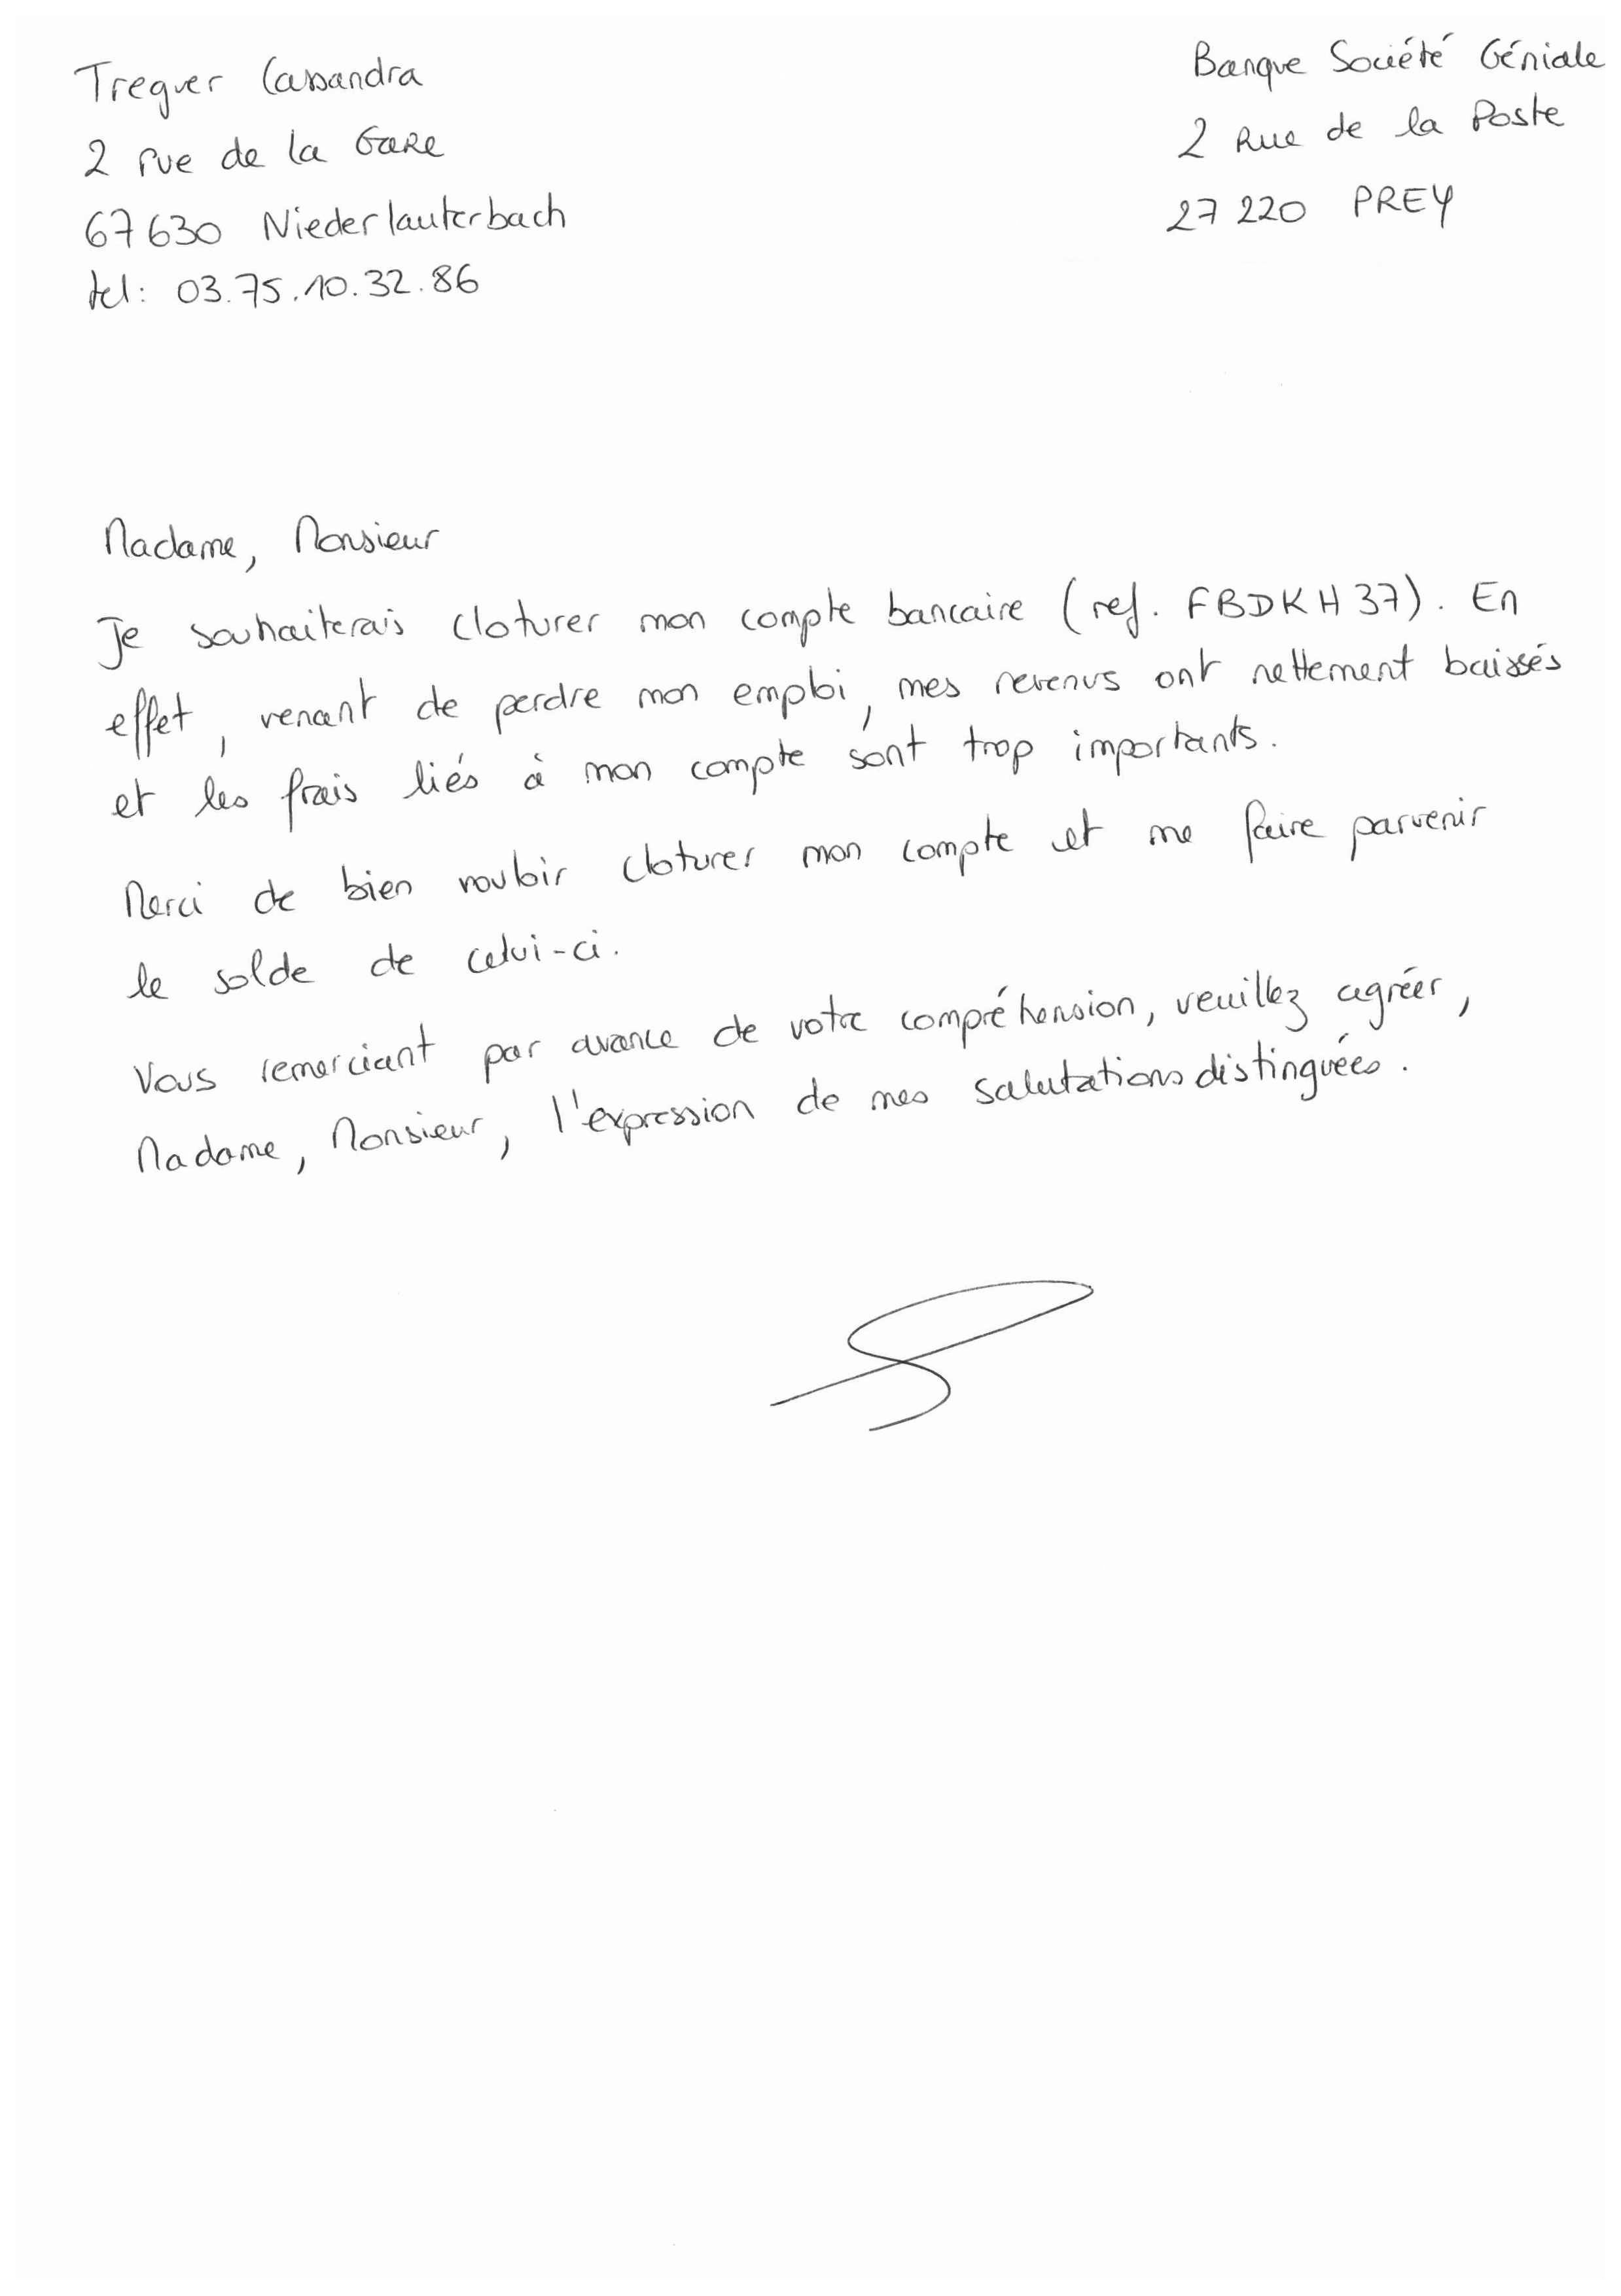 Treguer Cassandra
2 rue de la Gare
67630 Niederlauterbach
tel: 03.75.10.32.86
Banque Société Géniale
2 Rue de la Poste
27 220 PREY
Madame, Monsieur
Je souhaiterais cloturer mon compte bancaire (ref. FBDKH37). En
effet, venant de perdre mon emploi, mes revenus ont nettement baissés
et les frais liés à mon compte sont trop importants.
Merci de bien vouloir cloturer mon compte et me faire parvenir
le solde de celui-ci.
Vous remerciant par avance de votre compréhension, veuillez agréer,
Madame, Monsieur, l'expression de mes salutations distinguées.